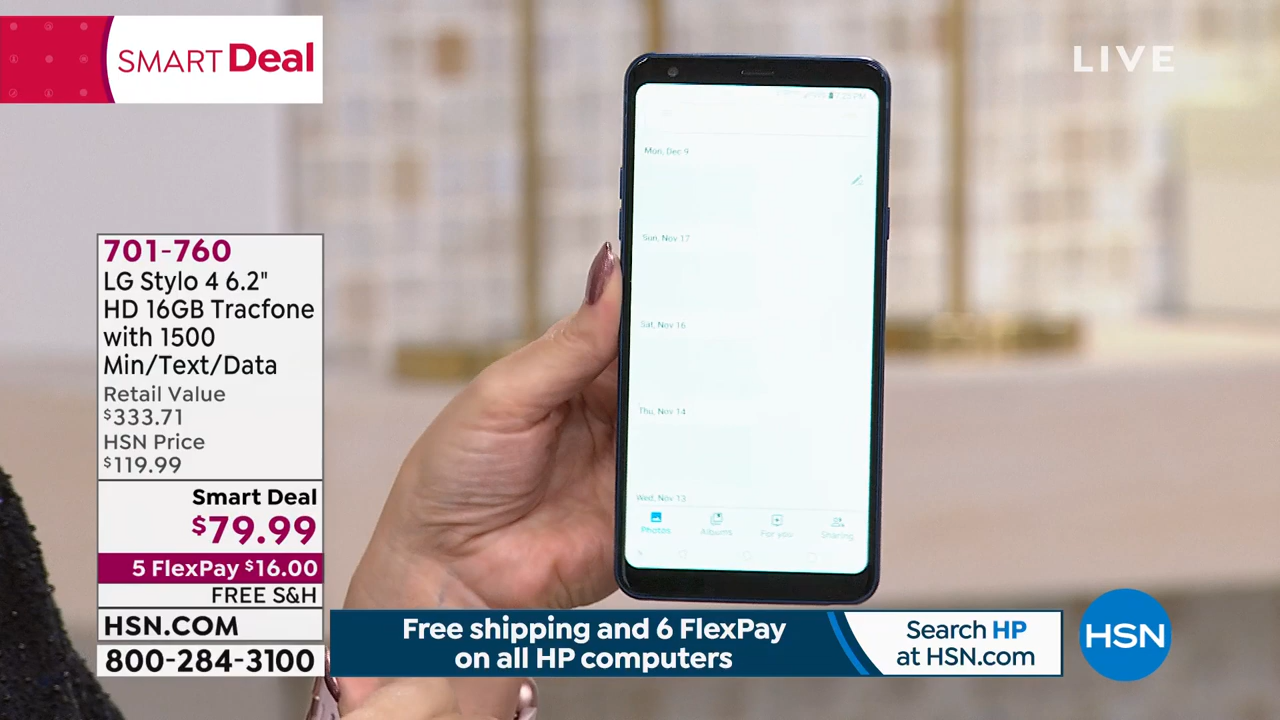 SMART Deal
LIVE
701-760
LG Stylo 4 6.2"
HD 16GB Tracfone
with 1500
Min/Text/Data
Retail Value
$333.71
HSN Price
$119.99
Smart Deal
$79.99
5 FlexPay $16.00
FREE S&H
HSN.COM
800-284-3100
Mon, Dec 9
Sun, Nov 17
Sat, Nov 16
Thu, Nov 14
Wed, Nov 13
Photos
Albums
For you
Sharing
Free shipping and 6 FlexPay
on all HP computers
Search HP
at HSN.com
HSN